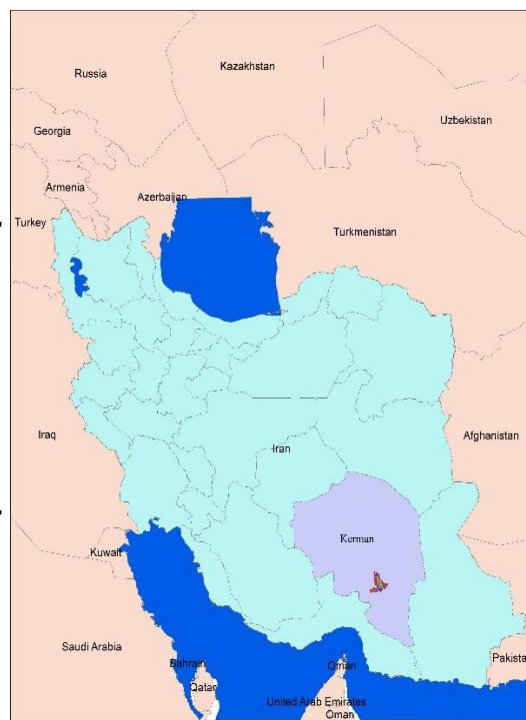 Kazakhstan
Russia
Uzbekistan
Georgia
Armenia
Azerbaijan
Turkey
Turkmenistan
Iraq
Afghanistan
Iran
Kerman
Kuwait
Saudi Arabia
Pakista
Bahrain
Oman
Qatar
United Arab Emirates
Oman